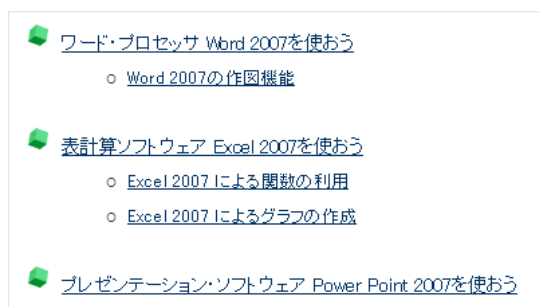 ワード・プロセッサ Word 2007を使おう
Word 2007の作図機能
表計算ソフトウェア Excel 2007を使おう
Excel 2007 による関数の利用
Excel 2007 によるグラフの作成
プレゼンテーション・ソフトウェア Power Point 2007を使おう